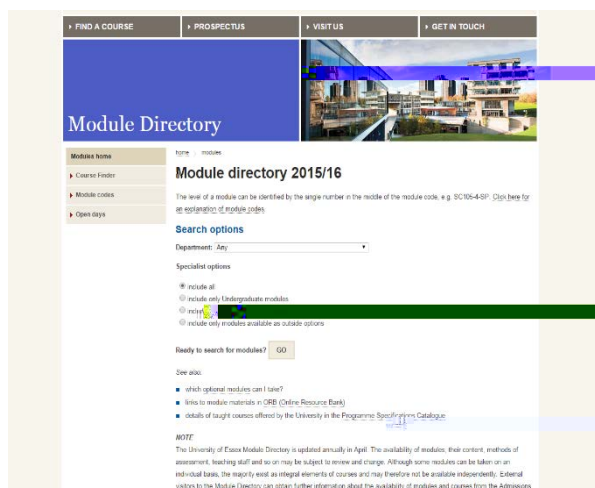 FIND A COURSE
PROSPECTUS
VISIT US
GET IN TOUCH
Module Directory
Modules home
Course Finder
Module codes
Open days
home modules
Module directory 2015/16
The level of a module can be identified by the single number in the middle of the module code, e.g. SC105-4-SP. Click here for
an explanation of module codes.
Search options
Department: Any
Specialist options
include all
include only Undergraduate modules
include only modules available as outside options
Ready to search for modules? GO
See also:
which optional modules can I take?
links to module materials in ORB (Online Resource Bank)
details of taught courses offered by the University in the Programme Specifications Catalogue
NOTE
The University of Essex Module Directory is updated annually in April. The availability of modules, their content, methods of
assessment, teaching staff and so on may be subject to review and change. Although some modules can be taken on an
individual basis, the majority exist as integral elements of courses and may therefore not be available independently. External
visitors to the Module Directory can obtain further information about the availability of modules and courses from the Admissions